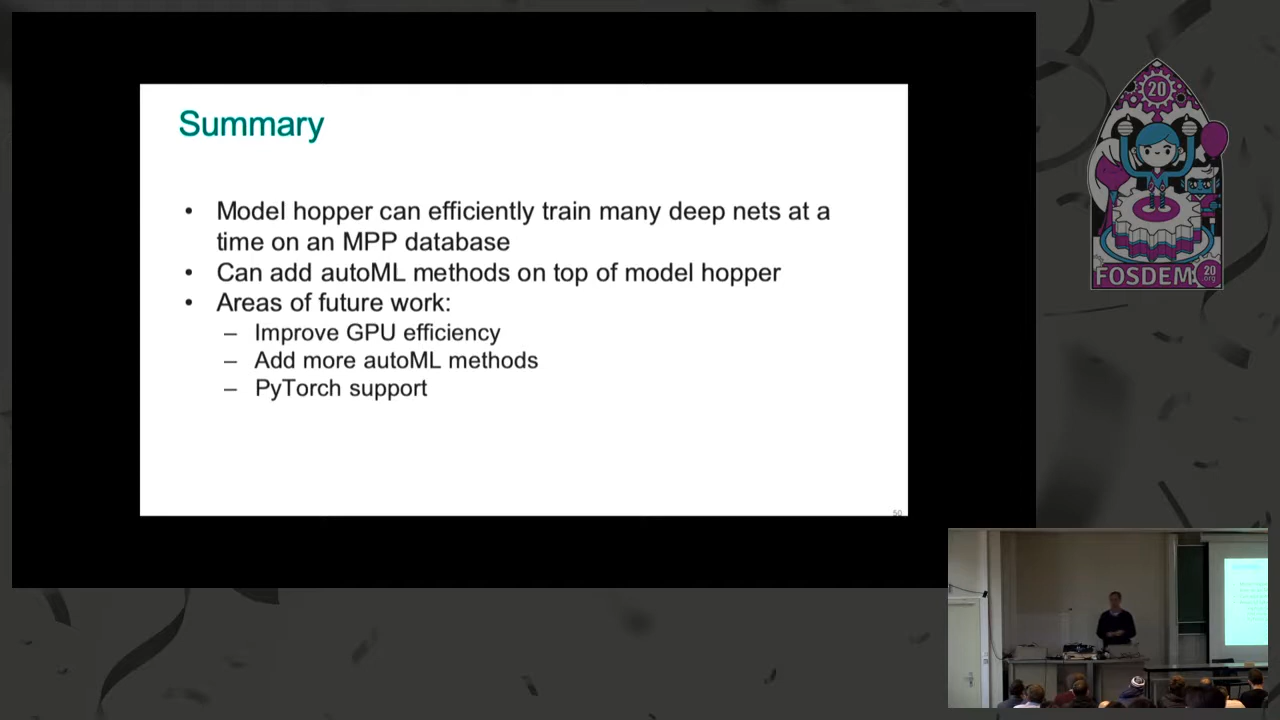 Summary
• Model hopper can efficiently train many deep nets at a
time on an MPP database
• Can add autoML methods on top of model hopper
• Areas of future work:
– Improve GPU efficiency
– Add more autoML methods
– PyTorch support
50
20
FOSDEM
20
org